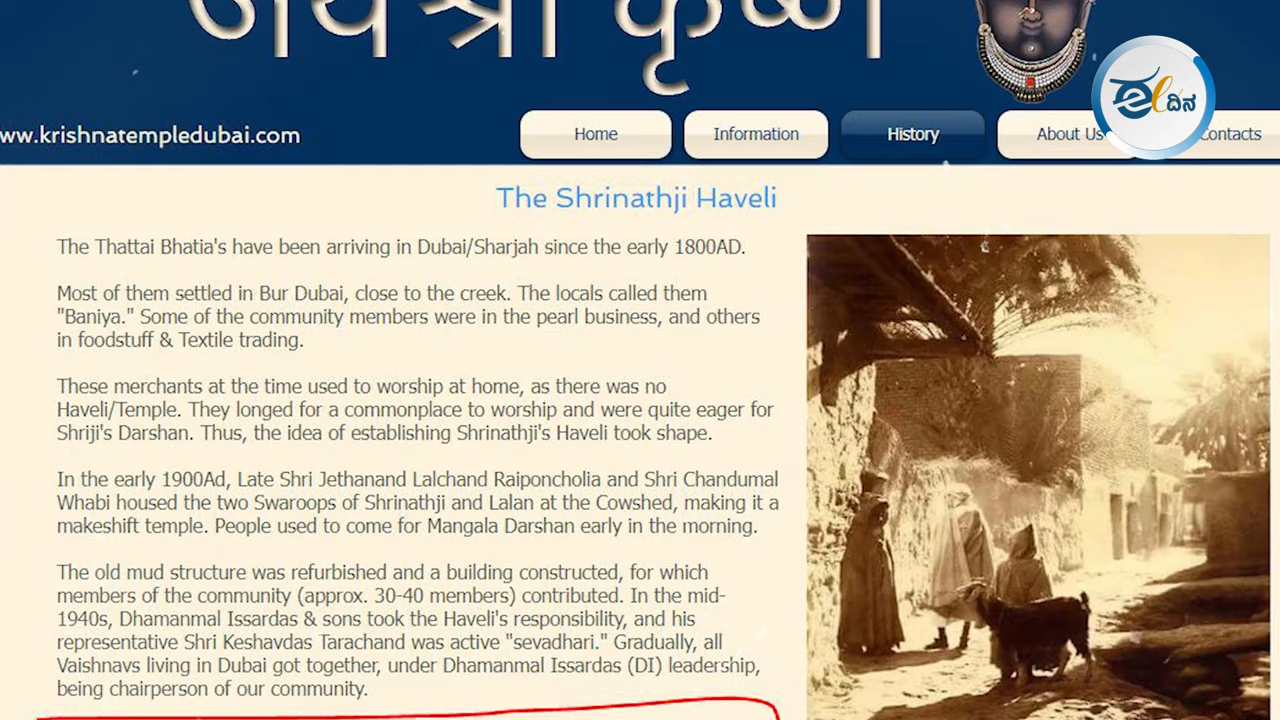 जय श्री कृष्ण
ww.krishnatempledubai.com
Home
Information
History
About Us
Contacts
ಈದಿನ
The Shrinathji Haveli
The Thattai Bhatia's have been arriving in Dubai/Sharjah since the early 1800AD.
Most of them settled in Bur Dubai, close to the creek. The locals called them
"Baniya." Some of the community members were in the pearl business, and others
in foodstuff & Textile trading.
These merchants at the time used to worship at home, as there was no
Haveli/Temple. They longed for a commonplace to worship and were quite eager for
Shriji's Darshan. Thus, the idea of establishing Shrinathji's Haveli took shape.
In the early 1900Ad, Late Shri Jethanand Lalchand Raiponcholia and Shri Chandumal
Whabi housed the two Swaroops of Shrinathji and Lalan at the Cowshed, making it a
makeshift temple. People used to come for Mangala Darshan early in the morning.
The old mud structure was refurbished and a building constructed, for which
members of the community (approx. 30-40 members) contributed. In the mid-
1940s, Dhamanmal Issardas & sons took the Haveli's responsibility, and his
representative Shri Keshavdas Tarachand was active "sevadhari." Gradually, all
Vaishnavs living in Dubai got together, under Dhamanmal Issardas (DI) leadership,
being chairperson of our community.